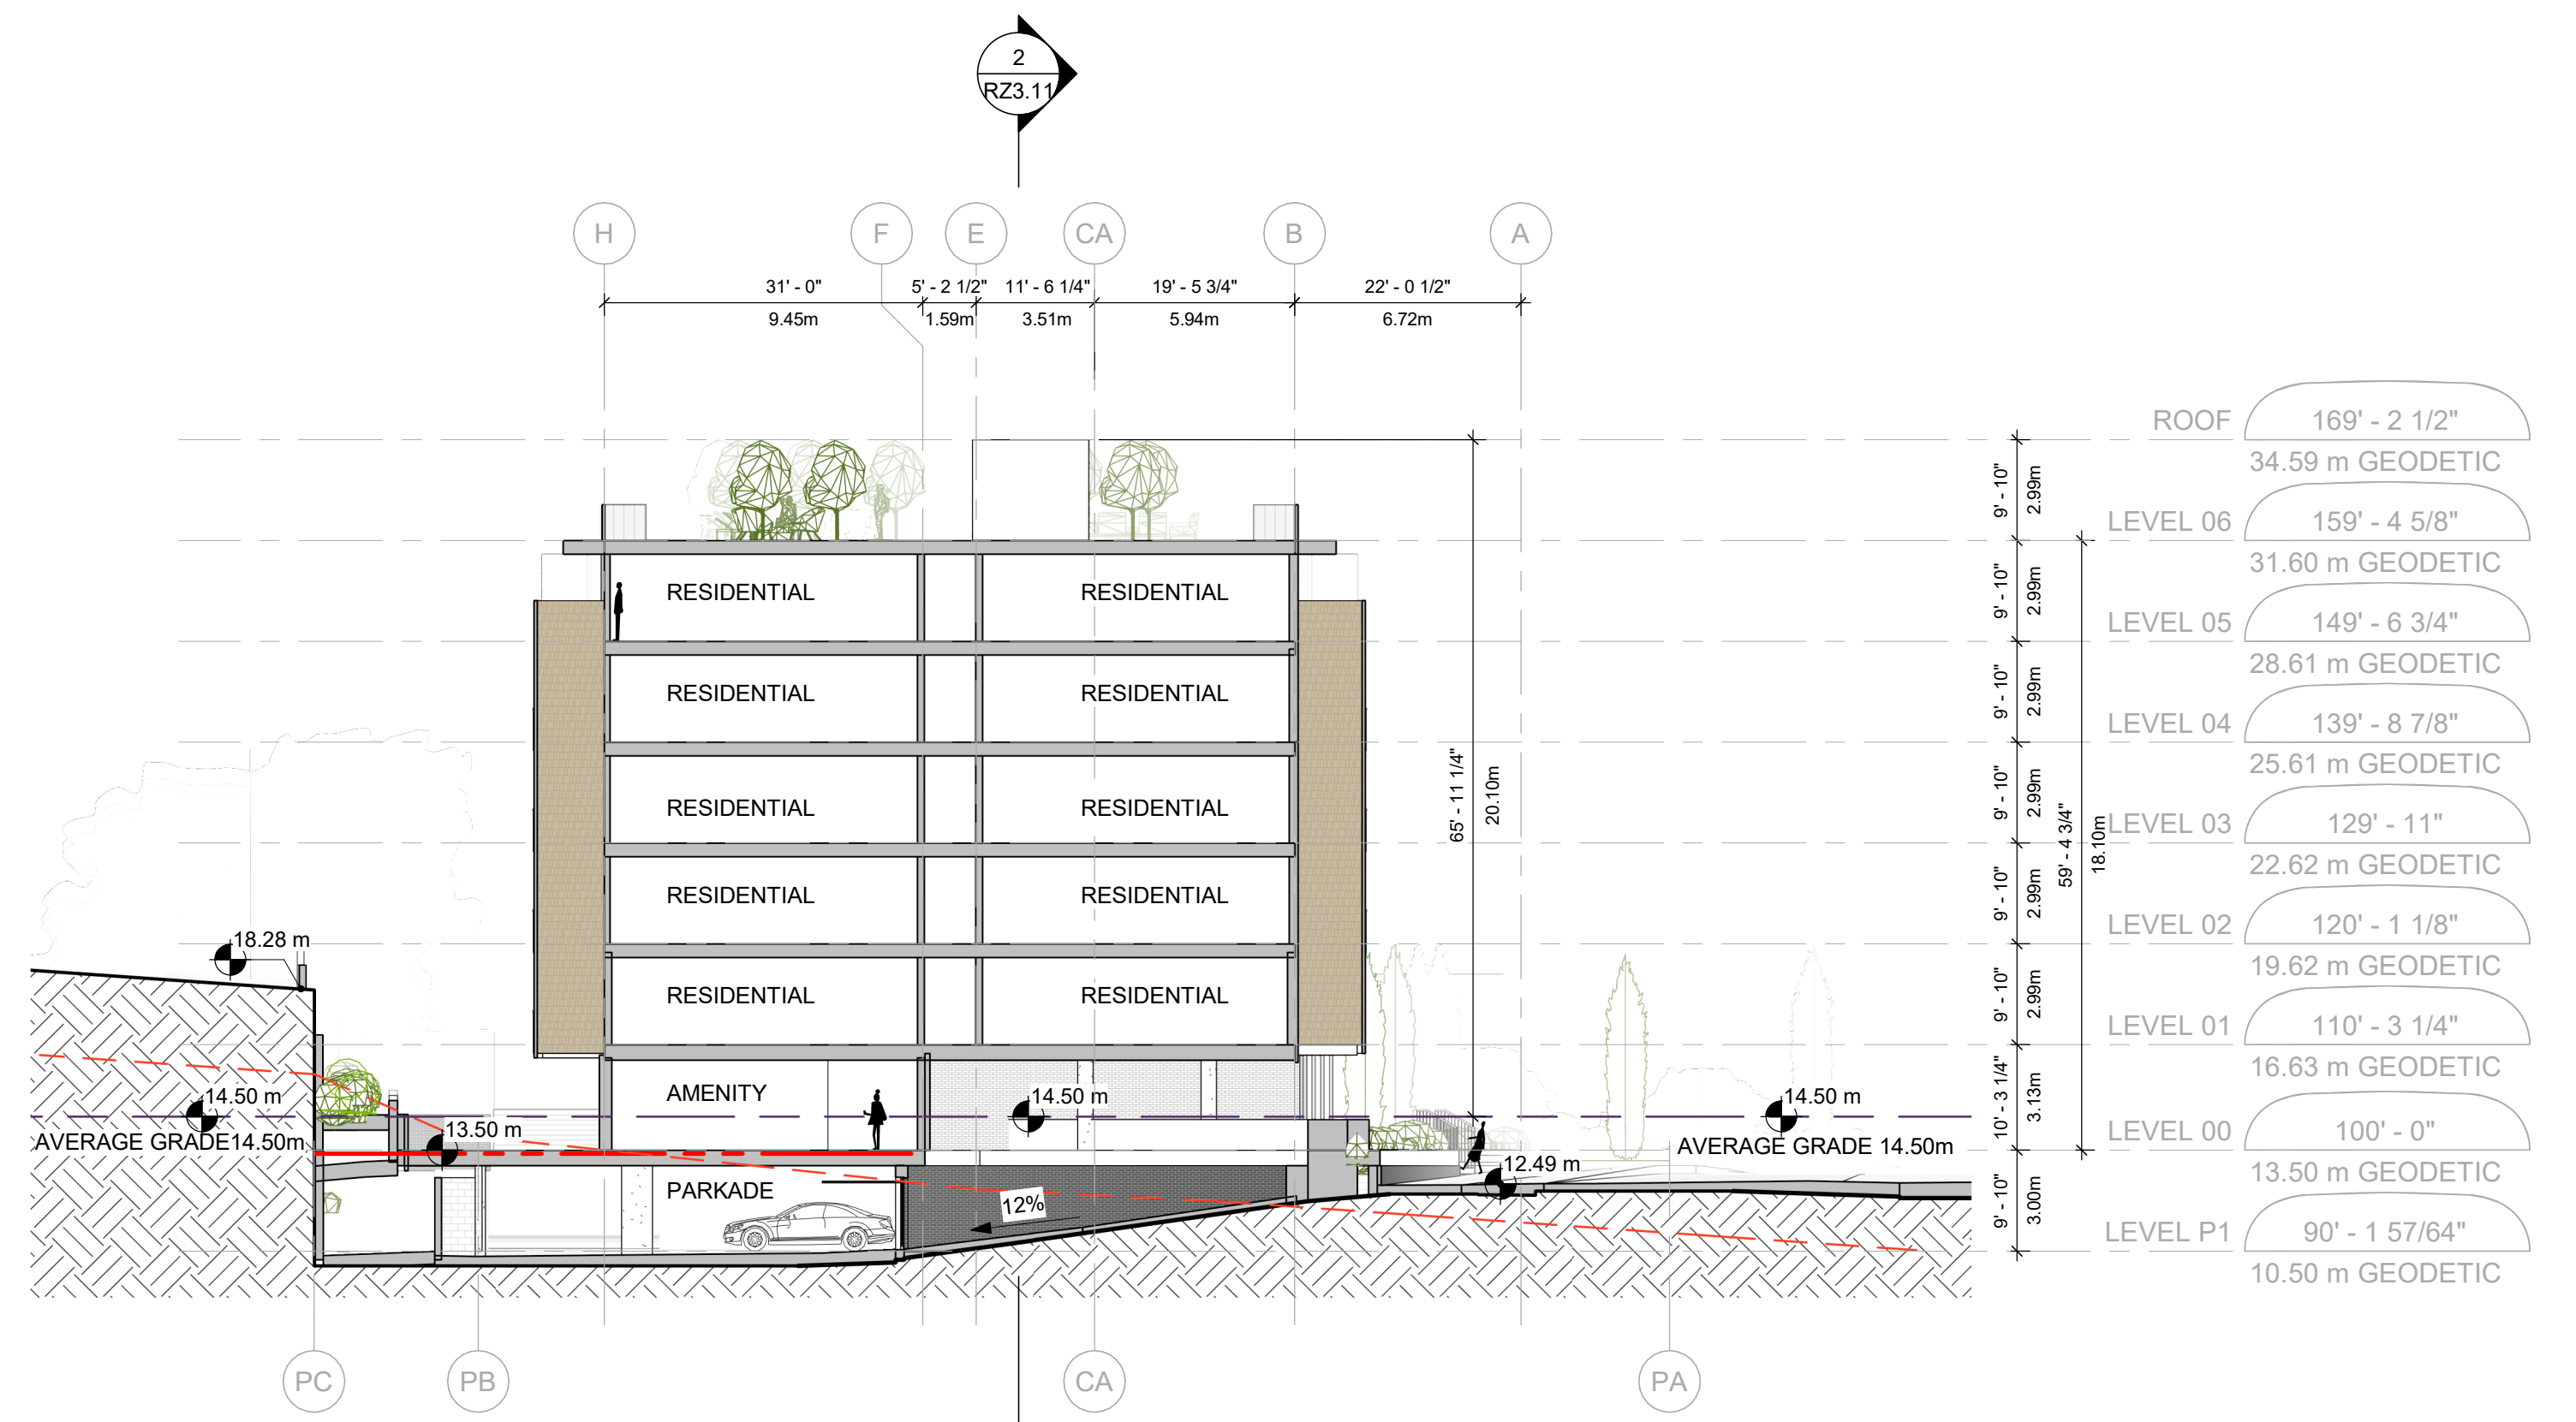 2
RZ3.11
H F E CA B A
31' - 0" 5' - 2 1/2" 11' - 6 1/4" 19' - 5 3/4" 22' - 0 1/2"
9.45m 1.59m 3.51m 5.94m 6.72m
ROOF 169' - 2 1/2"
34.59 m GEODETIC
9' - 10"
2.99m
LEVEL 06 159' - 4 5/8"
31.60 m GEODETIC
RESIDENTIAL RESIDENTIAL
9' - 10"
2.99m
LEVEL 05 149' - 6 3/4"
28.61 m GEODETIC
RESIDENTIAL RESIDENTIAL
9' - 10"
2.99m
LEVEL 04 139' - 8 7/8"
25.61 m GEODETIC
65' - 11 1/4"
20.10m
RESIDENTIAL RESIDENTIAL
9' - 10"
2.99m
59' - 4 3/4"
18.10m
LEVEL 03 129' - 11"
22.62 m GEODETIC
RESIDENTIAL RESIDENTIAL
9' - 10"
2.99m
LEVEL 02 120' - 1 1/8"
18.28 m
19.62 m GEODETIC
RESIDENTIAL RESIDENTIAL
9' - 10"
2.99m
LEVEL 01 110' - 3 1/4"
16.63 m GEODETIC
14.50 m AMENITY 14.50 m 14.50 m
10' - 3 1/4"
3.13m
13.50 m
LEVEL 00 100' - 0"
AVERAGE GRADE14.50m AVERAGE GRADE 14.50m
12.49 m
13.50 m GEODETIC
PARKADE
12%
9' - 10"
3.00m
LEVEL P1 90' - 1 57/64"
10.50 m GEODETIC
PC PB CA PA